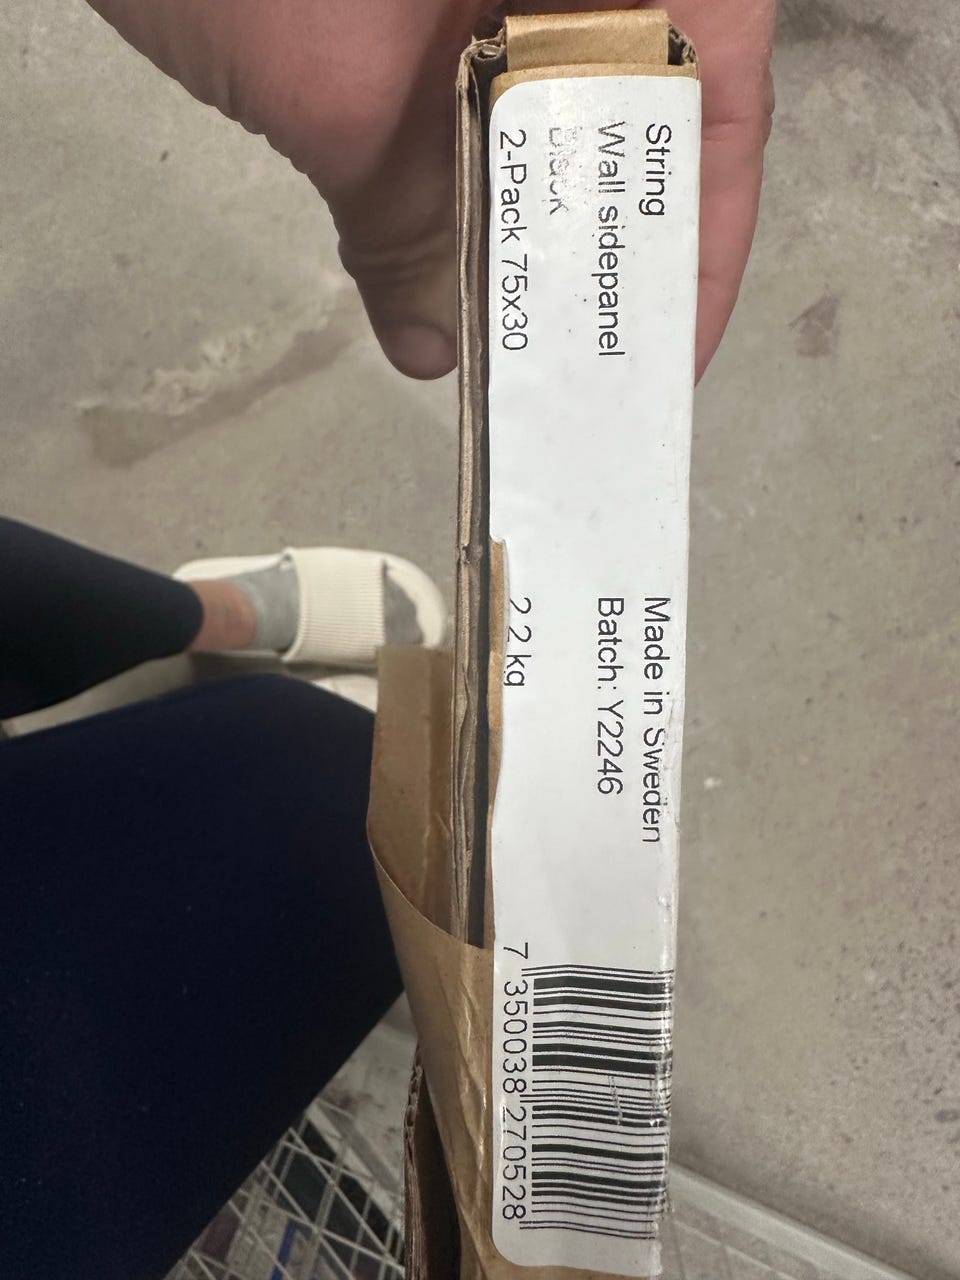 String
Wall sidepanel
Black
2-Pack 75x30
Made in Sweden
Batch: Y2246
2.2 kg
7 350038 270528